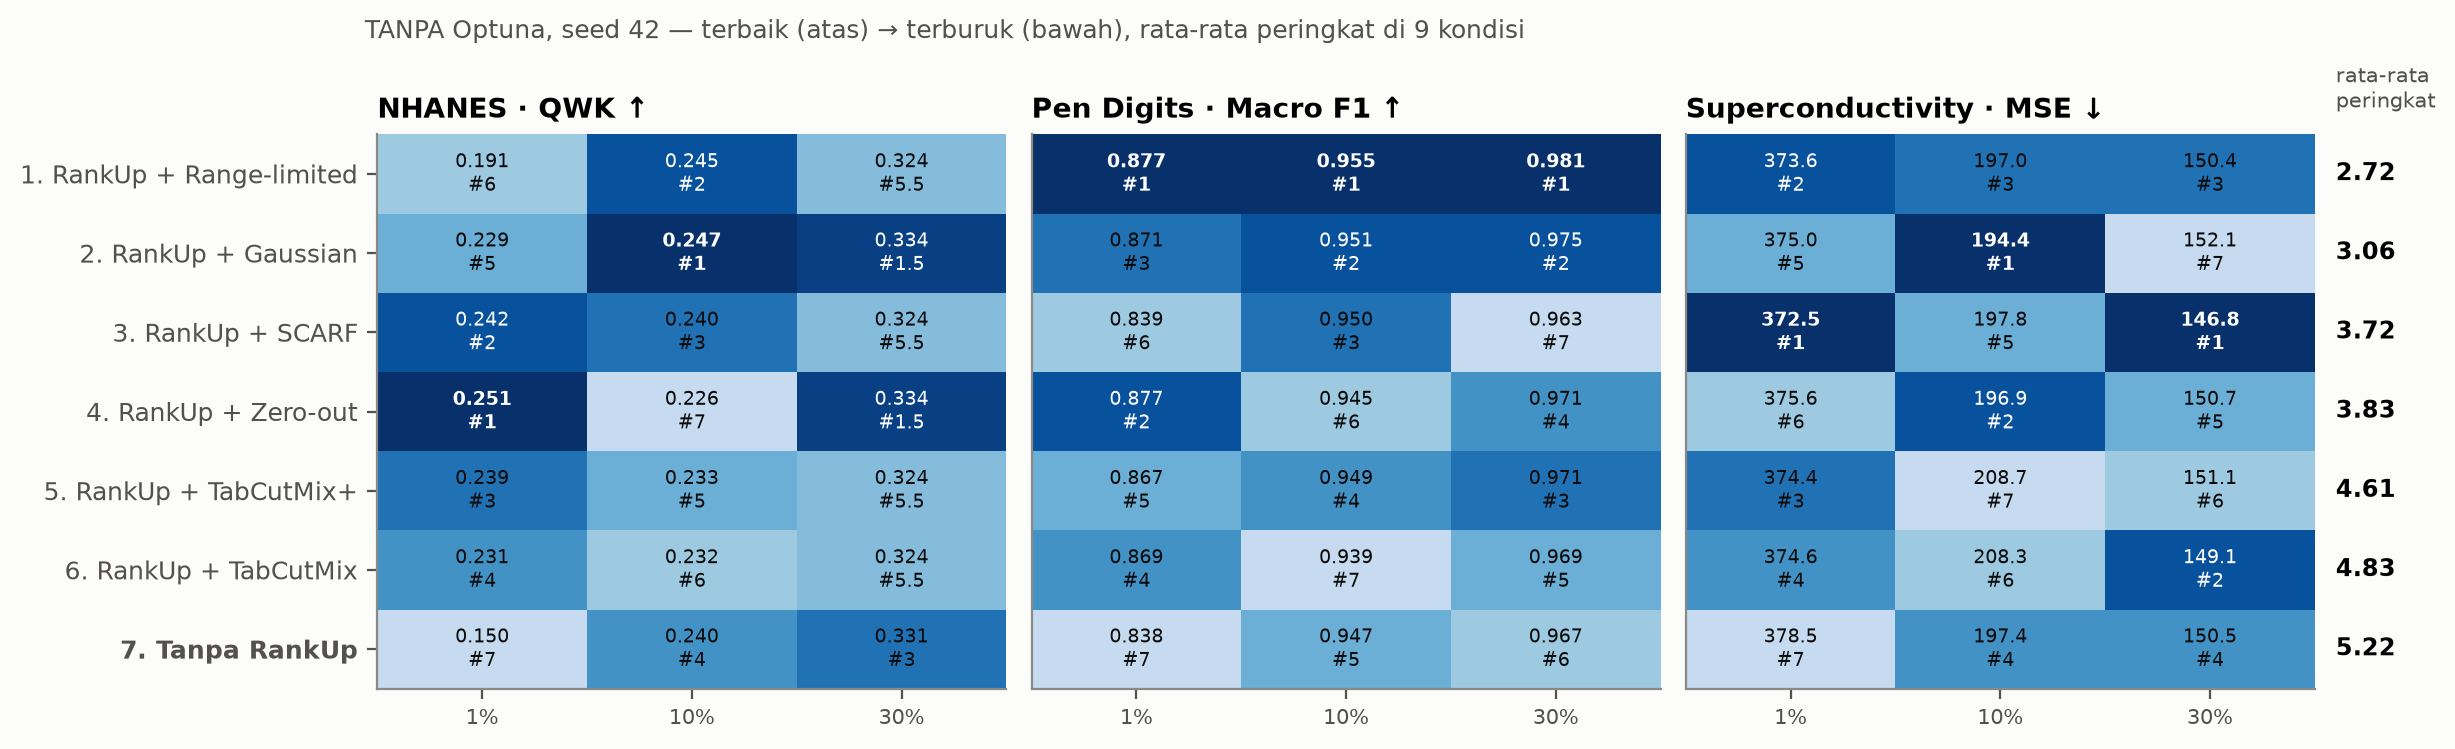 TANPA Optuna, seed 42 — terbaik (atas) → terburuk (bawah), rata-rata peringkat di 9 kondisi
rata-rata
peringkat
NHANES · QWK ↑ Pen Digits · Macro F1 ↑ Superconductivity · MSE ↓
1. RankUp + Range-limited 0.191 0.245 0.324 0.877 0.955 0.981 373.6 197.0 150.4 2.72
#6 #2 #5.5 #1 #1 #1 #2 #3 #3
2. RankUp + Gaussian 0.229 0.247 0.334 0.871 0.951 0.975 375.0 194.4 152.1 3.06
#5 #1 #1.5 #3 #2 #2 #5 #1 #7
3. RankUp + SCARF 0.242 0.240 0.324 0.839 0.950 0.963 372.5 197.8 146.8 3.72
#2 #3 #5.5 #6 #3 #7 #1 #5 #1
4. RankUp + Zero-out 0.251 0.226 0.334 0.877 0.945 0.971 375.6 196.9 150.7 3.83
#1 #7 #1.5 #2 #6 #4 #6 #2 #5
5. RankUp + TabCutMix+ 0.239 0.233 0.324 0.867 0.949 0.971 374.4 208.7 151.1 4.61
#3 #5 #5.5 #5 #4 #3 #3 #7 #6
6. RankUp + TabCutMix 0.231 0.232 0.324 0.869 0.939 0.969 374.6 208.3 149.1 4.83
#4 #6 #5.5 #4 #7 #5 #4 #6 #2
7. Tanpa RankUp 0.150 0.240 0.331 0.838 0.947 0.967 378.5 197.4 150.5 5.22
#7 #4 #3 #7 #5 #6 #7 #4 #4
1% 10% 30% 1% 10% 30% 1% 10% 30%